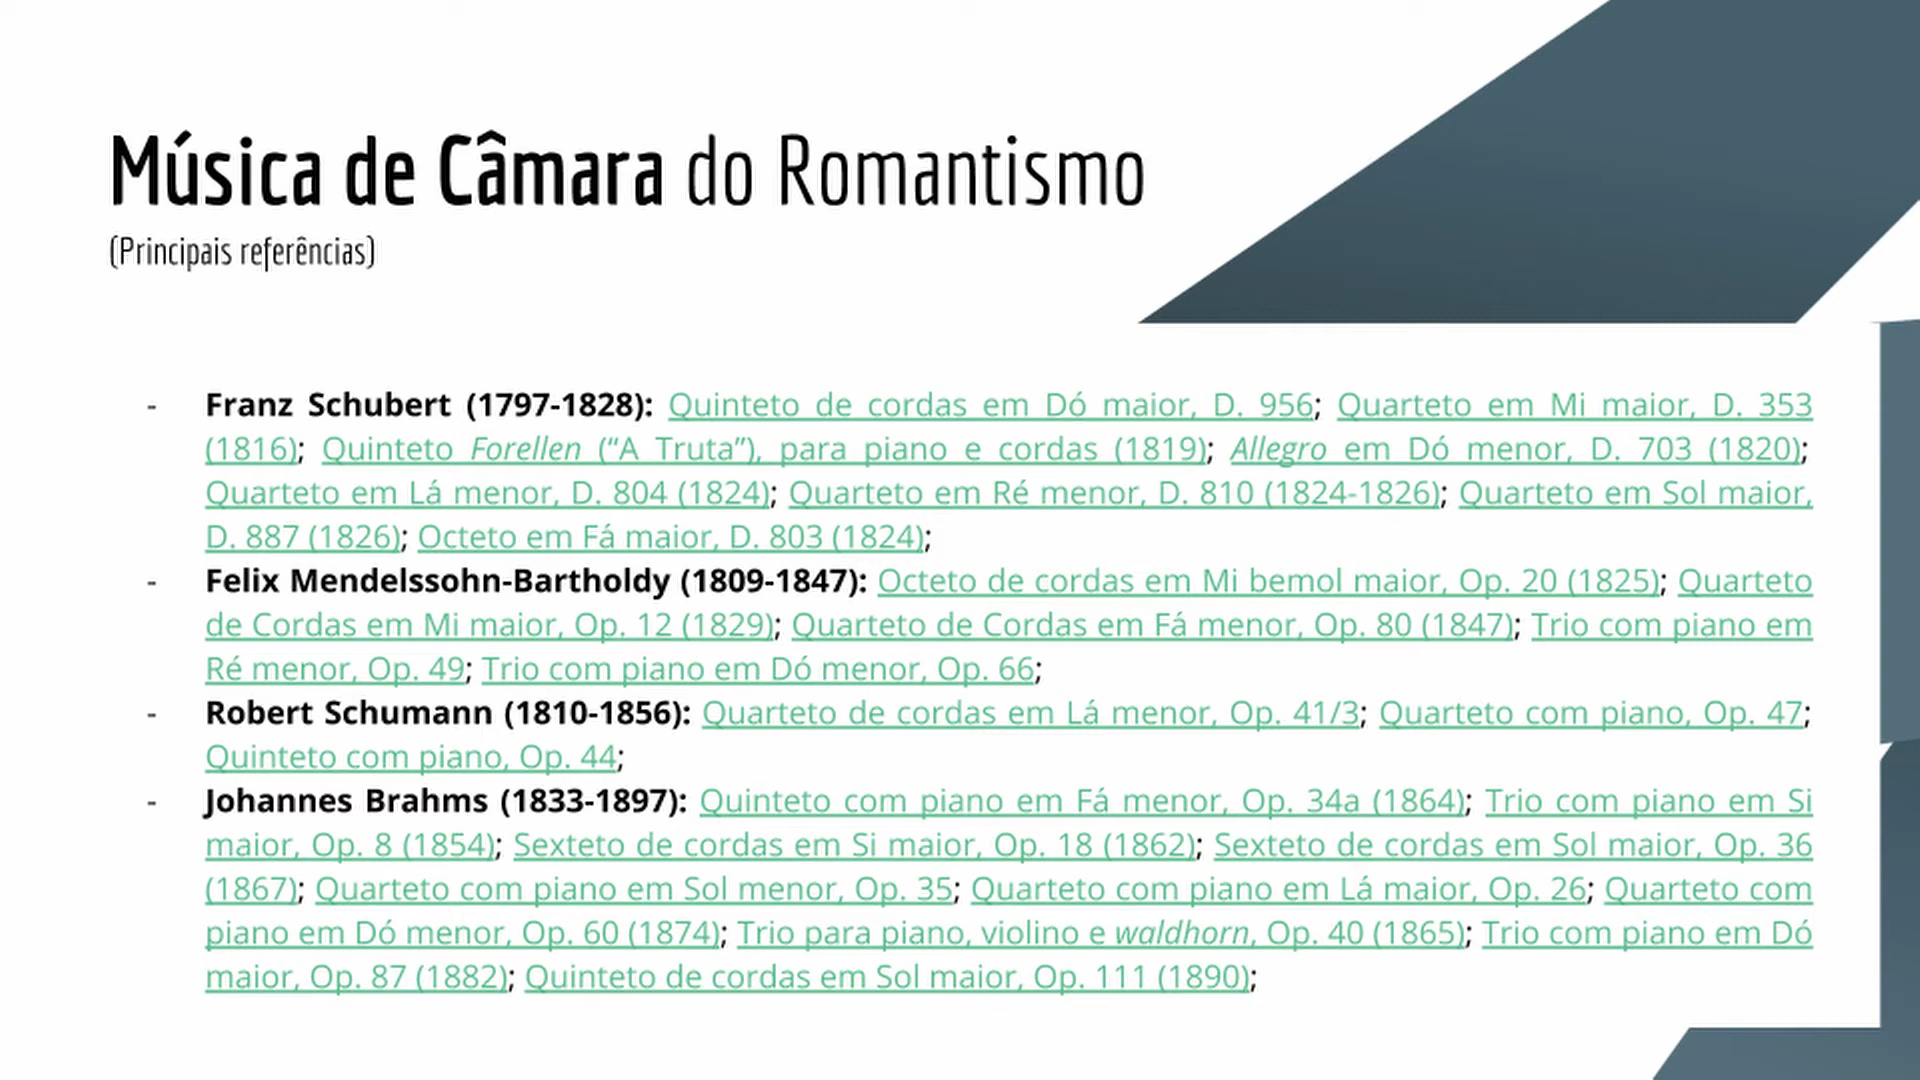 Música de Câmara do Romantismo
(Principais referências)
- Franz Schubert (1797-1828): Quinteto de cordas em Dó maior, D. 956; Quarteto em Mi maior, D. 353
(1816); Quinteto Forellen (“A Truta”), para piano e cordas (1819); Allegro em Dó menor, D. 703 (1820);
Quarteto em Lá menor, D. 804 (1824); Quarteto em Ré menor, D. 810 (1824-1826); Quarteto em Sol maior,
D. 887 (1826); Octeto em Fá maior, D. 803 (1824);
- Felix Mendelssohn-Bartholdy (1809-1847): Octeto de cordas em Mi bemol maior, Op. 20 (1825); Quarteto
de Cordas em Mi maior, Op. 12 (1829); Quarteto de Cordas em Fá menor, Op. 80 (1847); Trio com piano em
Ré menor, Op. 49; Trio com piano em Dó menor, Op. 66;
- Robert Schumann (1810-1856): Quarteto de cordas em Lá menor, Op. 41/3; Quarteto com piano, Op. 47;
Quinteto com piano, Op. 44;
- Johannes Brahms (1833-1897): Quinteto com piano em Fá menor, Op. 34a (1864); Trio com piano em Si
maior, Op. 8 (1854); Sexteto de cordas em Si maior, Op. 18 (1862); Sexteto de cordas em Sol maior, Op. 36
(1867); Quarteto com piano em Sol menor, Op. 35; Quarteto com piano em Lá maior, Op. 26; Quarteto com
piano em Dó menor, Op. 60 (1874); Trio para piano, violino e waldhorn, Op. 40 (1865); Trio com piano em Dó
maior, Op. 87 (1882); Quinteto de cordas em Sol maior, Op. 111 (1890);